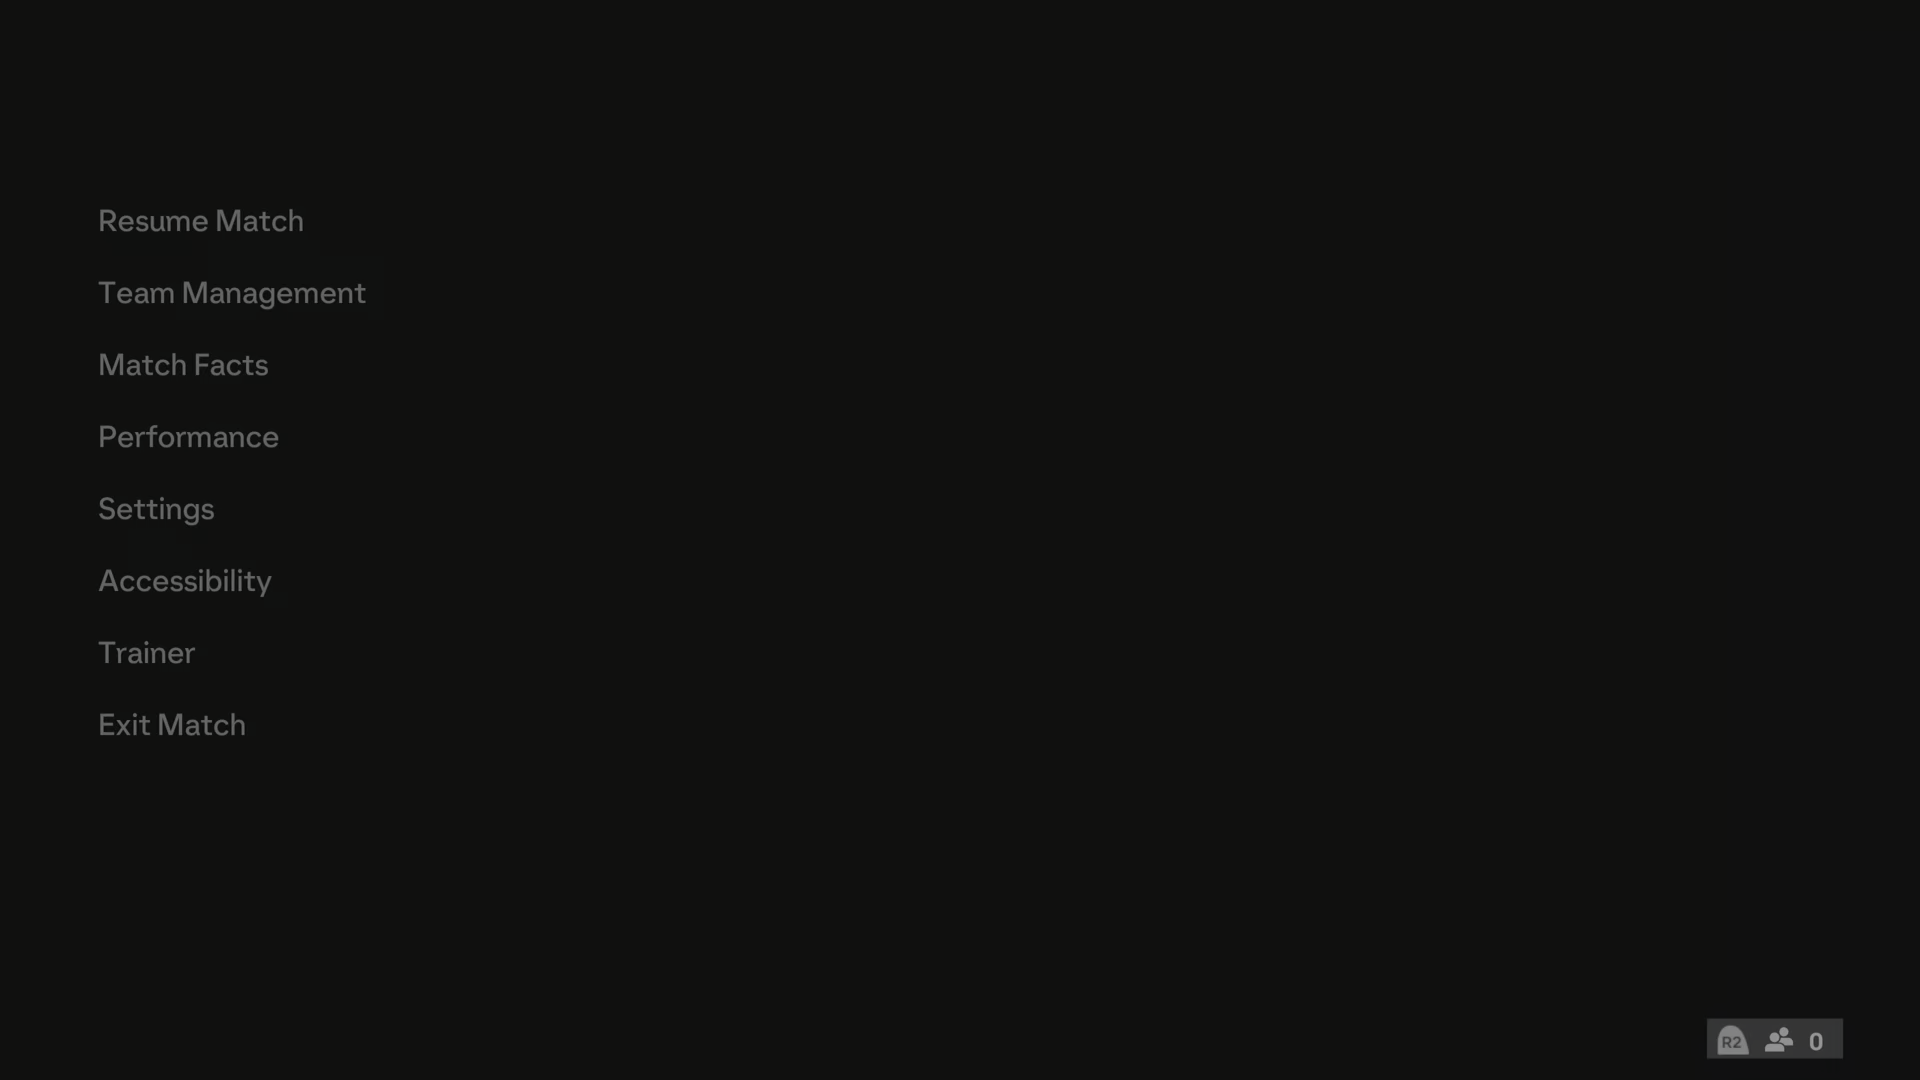 Resume Match
Team Management
Match Facts
Performance
Settings
Accessibility
Trainer
Exit Match
R2 0